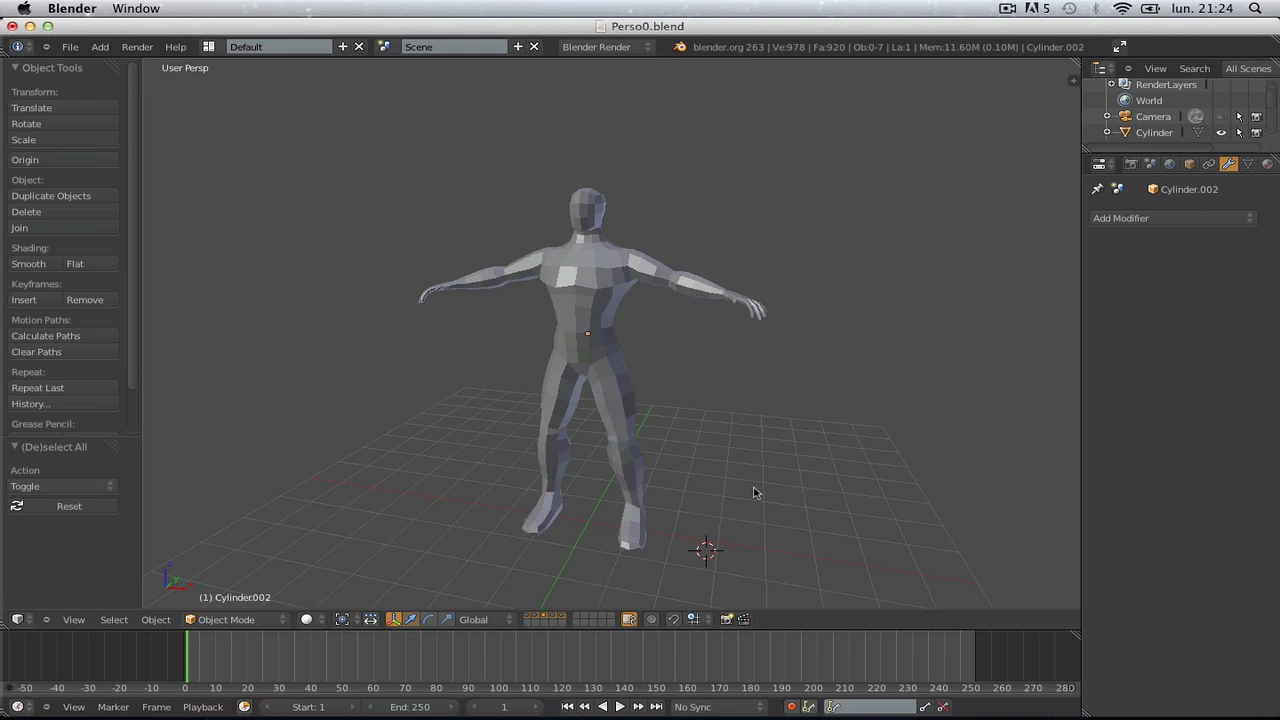 Blender Window 5 lun. 21:24
Perso0.blend
File Add Render Help Default Scene Blender Render blender.org 263 | Ve:978 | Fa:920 | Ob:0-7 | La:1 | Mem:11.60M (0.10M) | Cylinder.002
Object Tools
Transform:
Translate
Rotate
Scale
Origin
Object:
Duplicate Objects
Delete
Join
Shading:
Smooth Flat
Keyframes:
Insert Remove
Motion Paths:
Calculate Paths
Clear Paths
Repeat:
Repeat Last
History...
Grease Pencil:
(De)select All
Action
Toggle
Reset
User Persp
z
y
(1) Cylinder.002
View Select Object Object Mode Global
View Search All Scenes
RenderLayers
World
Camera
Cylinder
Cylinder.002
Add Modifier
-50 -40 -30 -20 -10 0 10 20 30 40 50 60 70 80 90 100 110 120 130 140 150 160 170 180 190 200 210 220 230 240 250 260 270 280
View Marker Frame Playback Start: 1 End: 250 1 No Sync